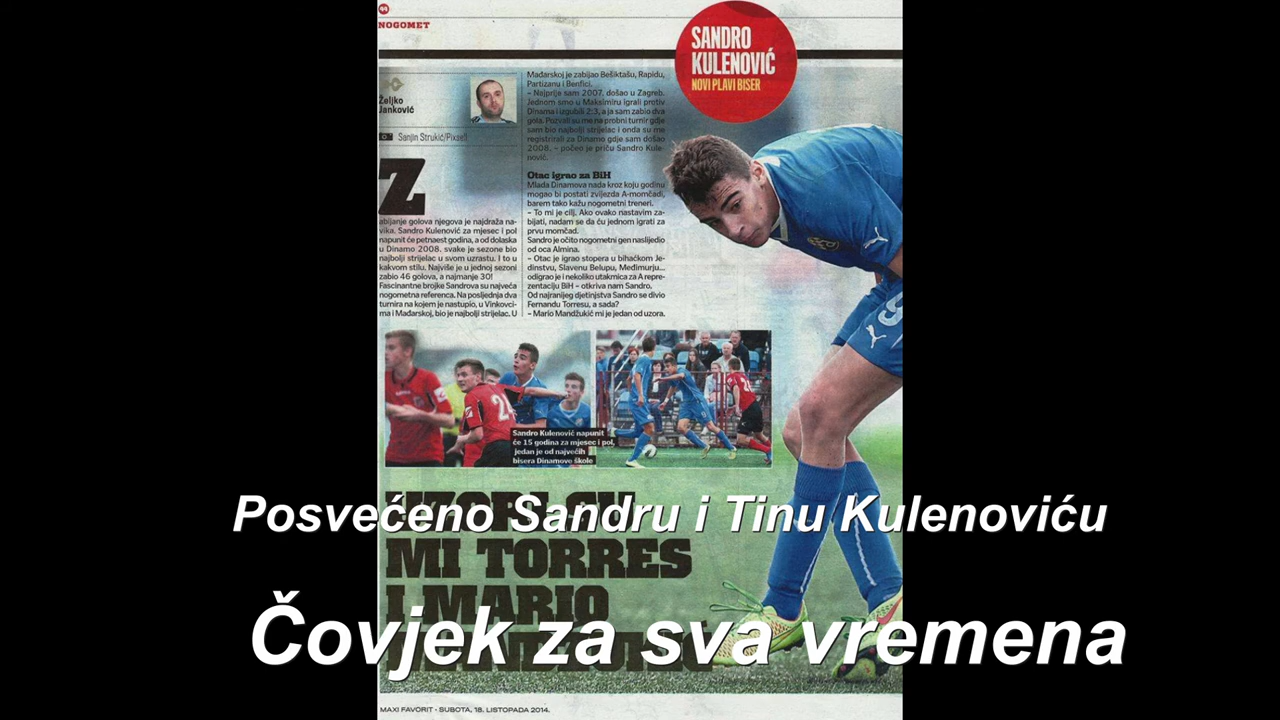 44
NOGOMET
SANDRO
KULENOVIĆ
NOVI PLAVI BISER
Željko
Janković
Sanjin Strukić/Pixsell
Z
abijanje golova njegova je najdraža na-
vika. Sandro Kulenović za mjesec i pol
napunit će petnaest godina, a od dolaska
u Dinamo 2008. svake je sezone bio
najbolji strijelac u svom uzrastu. I to u
kakvom stilu. Najviše je u jednoj sezoni
zabio 46 golova, a najmanje 30!
Fascinantne brojke Sandrova su najveća
nogometna referenca. Na posljednja dva
turnira na kojem je nastupio, u Vinkovci-
ma i Mađarskoj, bio je najbolji strijelac. U
Mađarskoj je zabijao Bešiktašu, Rapidu,
Partizanu i Benfici.
– Najprije sam 2007. došao u Zagreb.
Jednom smo u Maksimiru igrali protiv
Dinama i izgubili 2:3, a ja sam zabio dva
gola. Pozvali su me na probni turnir gdje
sam bio najbolji strijelac i onda su me
registrirali za Dinamo gdje sam došao
2008. – počeo je priču Sandro Kule-
nović.
Otac igrao za BiH
Mlada Dinamova nada kroz koju godinu
mogao bi postati zvijezda A-momčadi,
barem tako kažu nogometni treneri.
– To mi je cilj. Ako ovako nastavim za-
bijati, nadam se da ću jednom igrati za
prvu momčad.
Sandro je očito nogometni gen naslijedio
od oca Almina.
– Otac je igrao stopera u bihaćkom Je-
dinstvu, Slavenu Belupu, Međimurju...
odigrao je i nekoliko utakmica za A repre-
zentaciju BiH – otkriva nam Sandro.
Od najranijeg djetinjstva Sandro se divio
Fernandu Torresu, a sada?
– Mario Mandžukić mi je jedan od uzora.
Sandro Kulenović napunit
će 15 godina za mjesec i pol,
jedan je od najvećih
bisera Dinamove škole
UZORI SU
Posvećeno Sandru i Tinu Kulenoviću
MI TORRES
I MARIO
Čovjek za sva vremena
MAXI FAVORIT - SUBOTA, 18. LISTOPADA 2014.